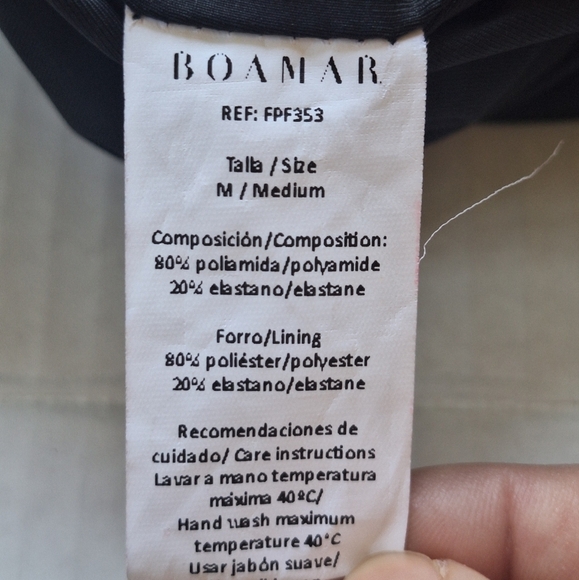 BOAMAR
REF: FPF353
Talla / Size
M / Medium
Composición/Composition:
80% poliamida/polyamide
20% elastano/elastane
Forro/Lining
80% poliéster/polyester
20% elastano/elastane
Recomendaciones de
cuidado/ Care instructions
Lavar a mano temperatura
máxima 40ºC/
Hand wash maximum
temperature 40°C
Usar jabón suave/